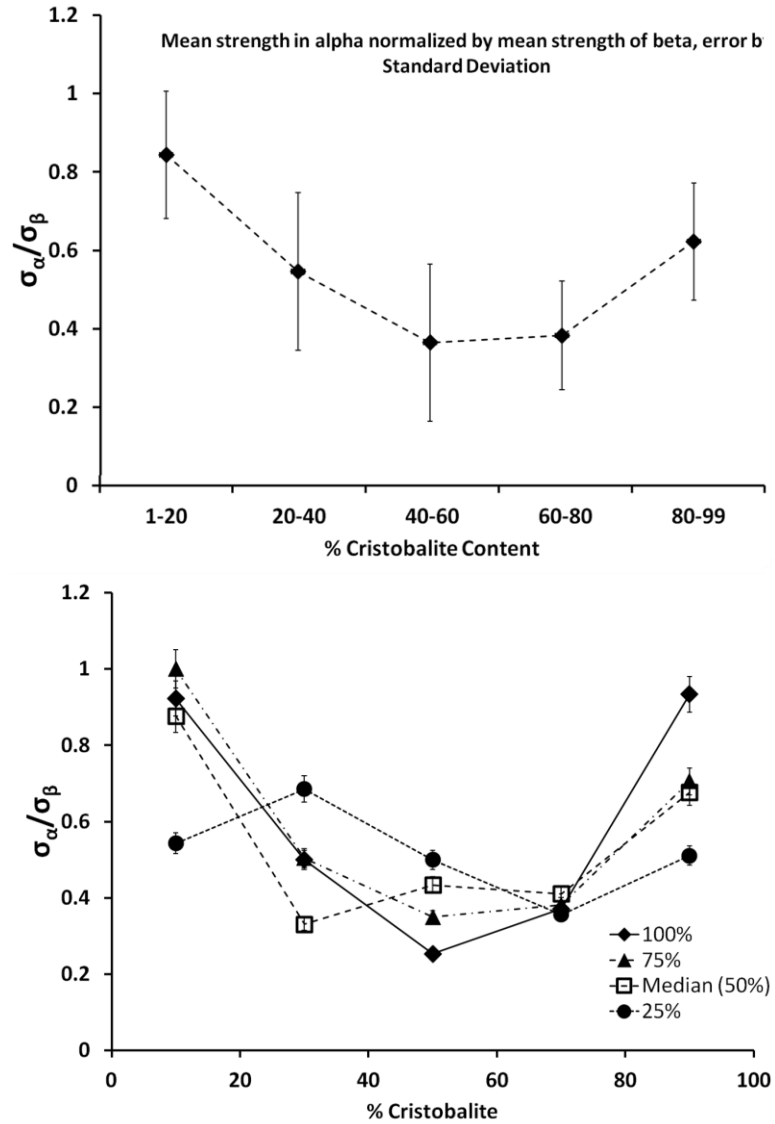 1.2
Mean strength in alpha normalized by mean strength of beta, error b
Standard Deviation
1
0.8
0.6
0.4
0.2
0
σα/σβ
1-20 20-40 40-60 60-80 80-99
% Cristobalite Content
1.2
1
0.8
0.6
0.4
0.2
0
σα/σβ
100%
75%
Median (50%)
25%
0 20 40 60 80 100
% Cristobalite